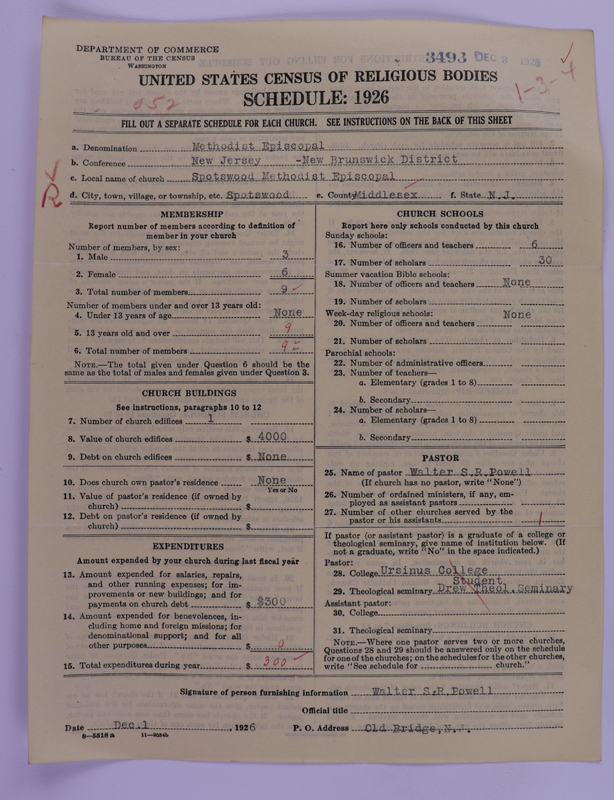 DEPARTMENT OF COMMERCE
BUREAU OF THE CENSUS
WASHINGTON
3493 DEC 3 1926
1-3-4
UNITED STATES CENSUS OF RELIGIOUS BODIES
052
SCHEDULE: 1926
FILL OUT A SEPARATE SCHEDULE FOR EACH CHURCH. SEE INSTRUCTIONS ON THE BACK OF THIS SHEET
a. Denomination Methodist Episcopal
b. Conference New Jersey -New Brunswick District
c. Local name of church Spotswood Methodist Episcopal
d. City, town, village, or township, etc. Spotswood e. County Middlesex f. State N.J.
MEMBERSHIP
Report number of members according to definition of
member in your church
Number of members, by sex:
1. Male 3
2. Female 6
3. Total number of members 9
Number of members under and over 13 years old:
4. Under 13 years of age None
5. 13 years old and over 9
6. Total number of members 9
NOTE.—The total given under Question 6 should be the
same as the total of males and females given under Question 3.
CHURCH BUILDINGS
See instructions, paragraphs 10 to 12
7. Number of church edifices 1
8. Value of church edifices $ 4000
9. Debt on church edifices $ None
10. Does church own pastor's residence? None
Yes or No
11. Value of pastor's residence (if owned by
church) $
12. Debt on pastor's residence (if owned by
church) $
EXPENDITURES
Amount expended by your church during last fiscal year
13. Amount expended for salaries, repairs,
and other running expenses; for im-
provements or new buildings; and for
payments on church debt $ $300
14. Amount expended for benevolences, in-
cluding home and foreign missions; for
denominational support; and for all
other purposes $ 0
15. Total expenditures during year $ 300
CHURCH SCHOOLS
Report here only schools conducted by this church
Sunday schools:
16. Number of officers and teachers 6
17. Number of scholars 30
Summer vacation Bible schools:
18. Number of officers and teachers None
19. Number of scholars
Week-day religious schools: None
20. Number of officers and teachers
21. Number of scholars
Parochial schools:
22. Number of administrative officers
23. Number of teachers—
a. Elementary (grades 1 to 8)
b. Secondary
24. Number of scholars—
a. Elementary (grades 1 to 8)
b. Secondary
PASTOR
25. Name of pastor Walter S.R.Powell
(If church has no pastor, write "None")
26. Number of ordained ministers, if any, em-
ployed as assistant pastors
27. Number of other churches served by the
pastor or his assistants 1
If pastor (or assistant pastor) is a graduate of a college or
theological seminary, give name of institution below. (If
not a graduate, write "No" in the space indicated.)
Pastor:
28. College Ursinus College
Student
29. Theological seminary Drew Theol. Seminary
Assistant pastor:
30. College
31. Theological seminary
NOTE.—Where one pastor serves two or more churches,
Questions 28 and 29 should be answered only on the schedule
for one of the churches; on the schedules for the other churches,
write "See schedule for church."
Signature of person furnishing information Walter S.R.Powell
Official title
Date Dec.1, 1926 P. O. Address Old Bridge,N.J.
8—5518 a 11—9034b